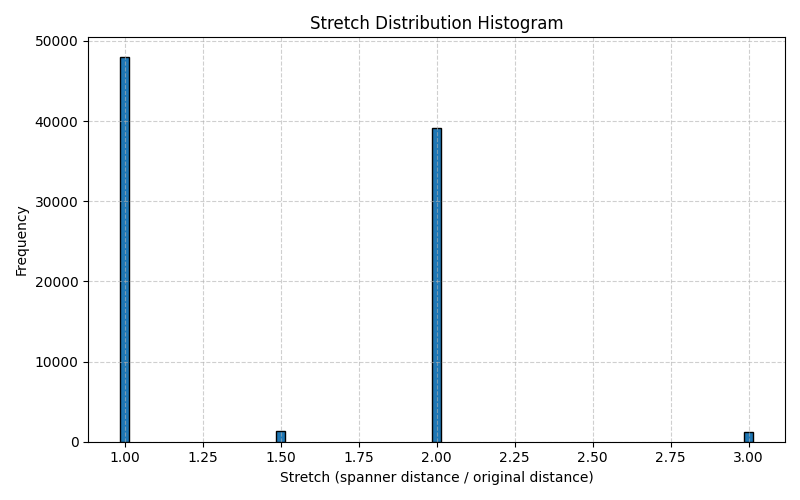 Stretch Distribution Histogram
50000
40000
30000
20000
10000
0
Frequency
1.00 1.25 1.50 1.75 2.00 2.25 2.50 2.75 3.00
Stretch (spanner distance / original distance)